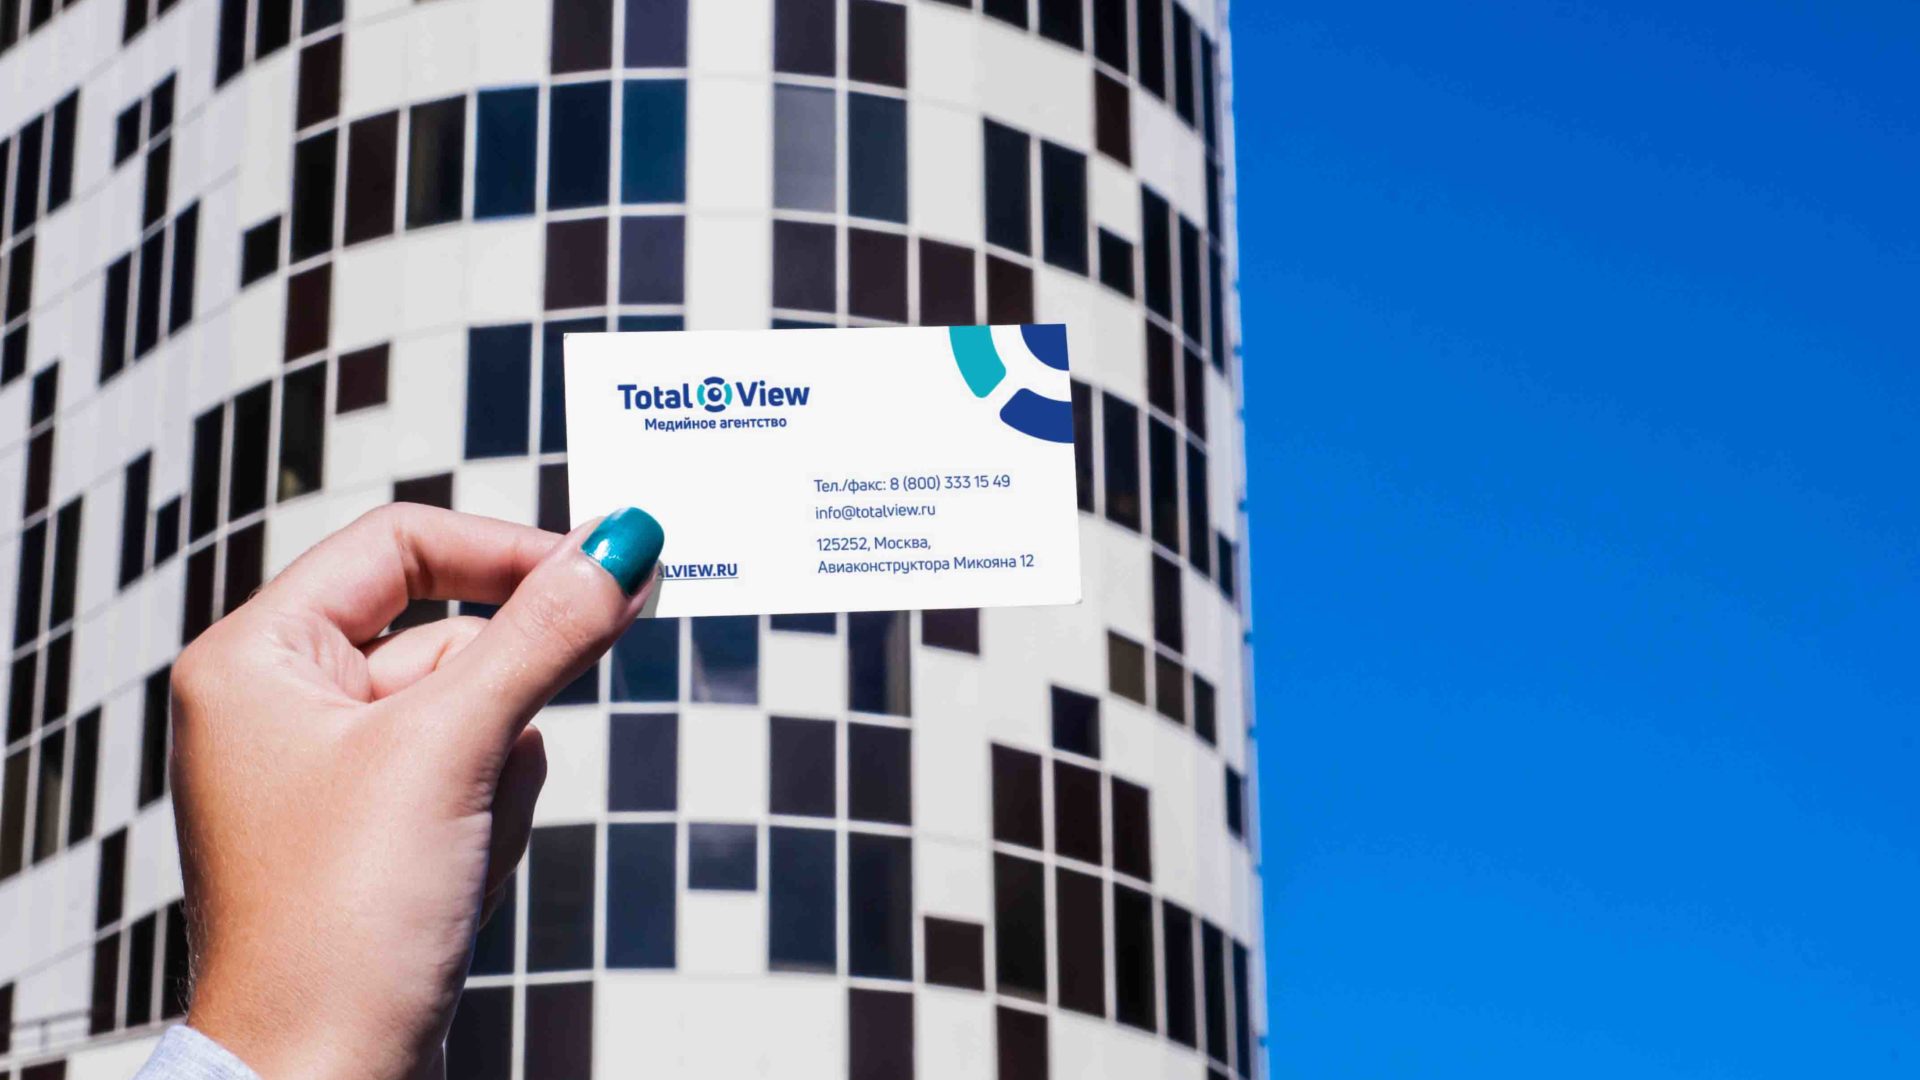 Total View
Медийное агентство
Тел./факс: 8 (800) 333 15 49
info@totalview.ru
125252, Москва,
Авиаконструктора Микояна 12
ALVIEW.RU